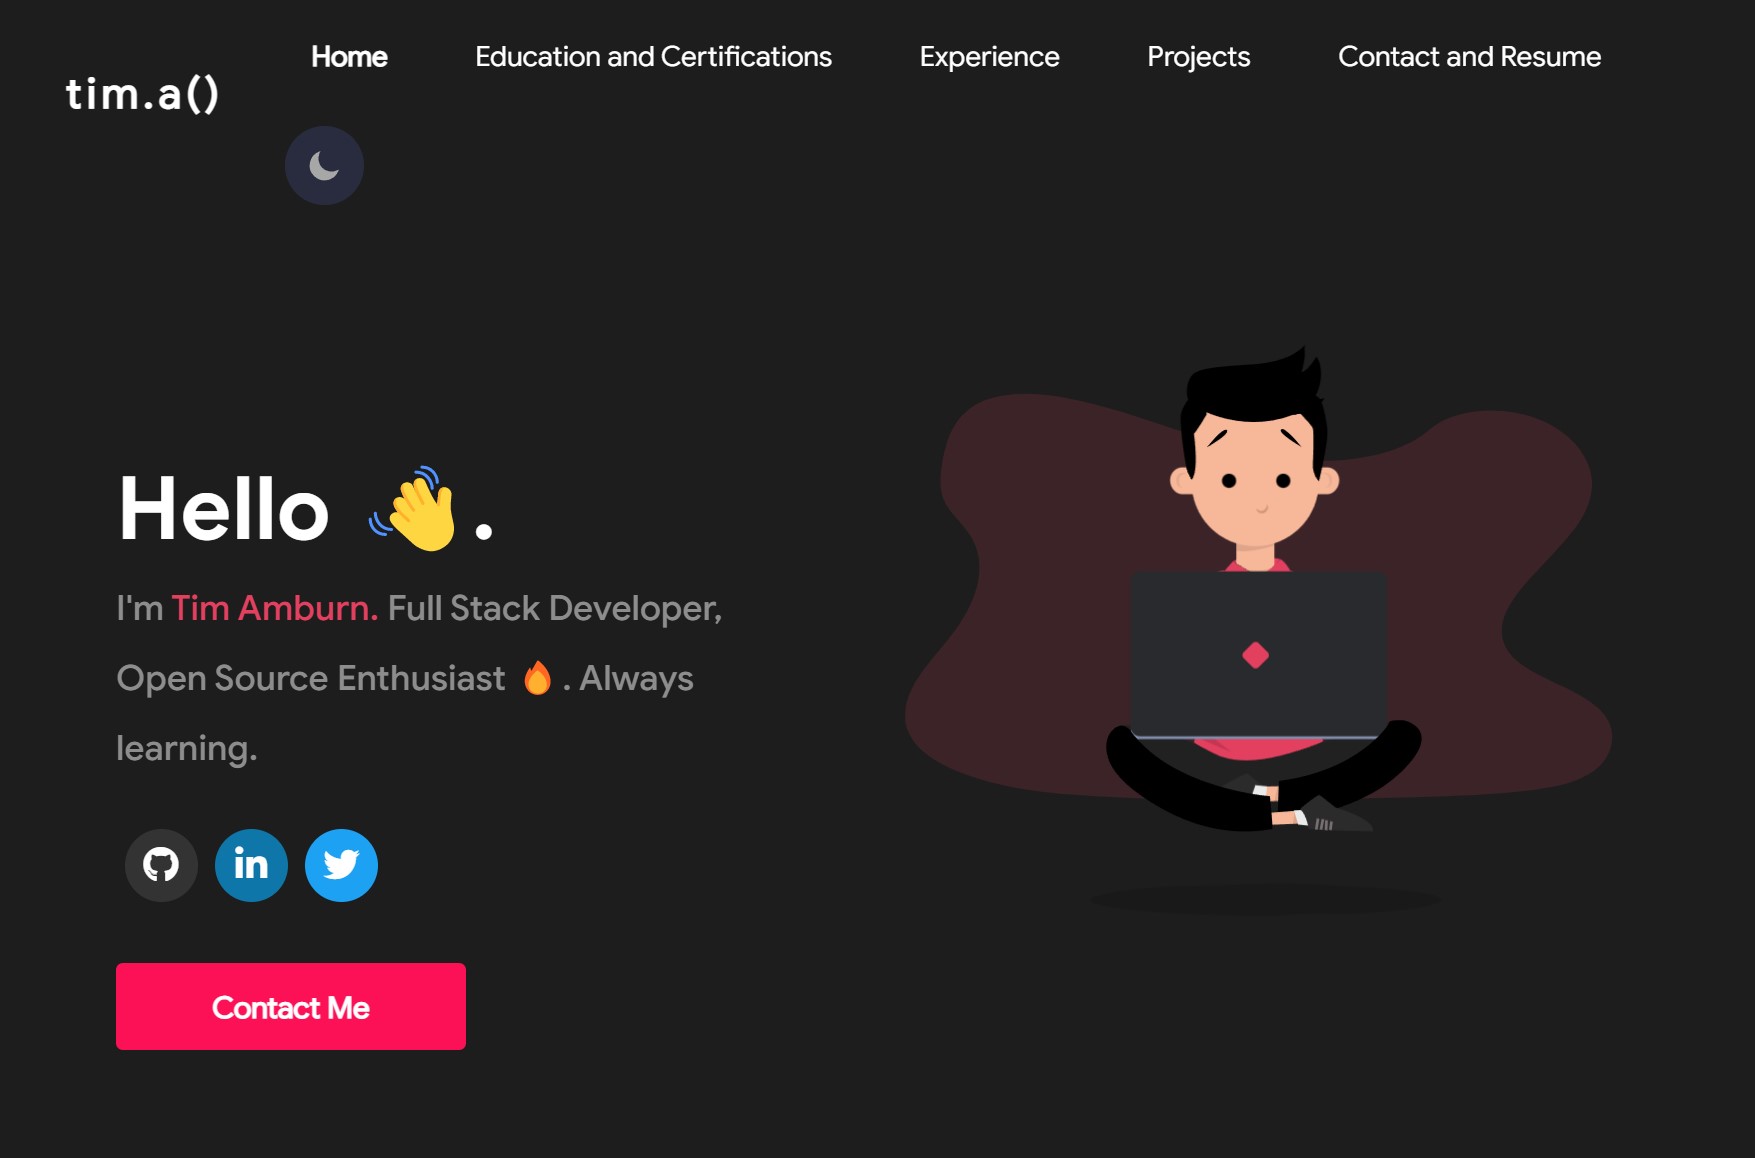 tim.a()
Home
Education and Certifications
Experience
Projects
Contact and Resume
Hello 👋 .
I'm Tim Amburn. Full Stack Developer,
Open Source Enthusiast 🔥 . Always
learning.
in
Contact Me